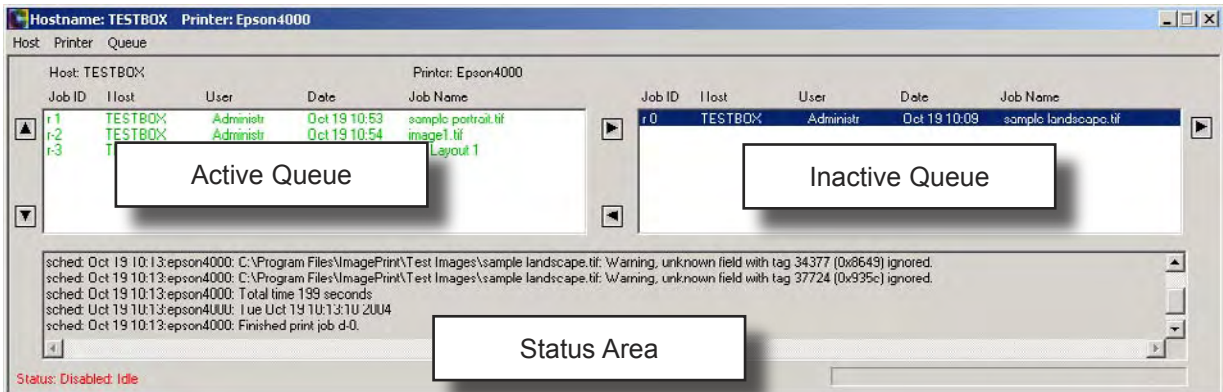 Hostname: TESTBOX Printer: Epson4000
Host Printer Queue
Host: TESTBOX Printer: Epson4000
Job ID Host User Date Job Name
r 1 TESTBOX Administr Oct 19 10:53 sample portrait.tif
r-2 TESTBOX Administr Oct 19 10:54 image1.tif
r-3 Layout 1
Active Queue
Job ID Host User Date Job Name
r 0 TESTBOX Administr Oct 19 10:09 sample landscape.tif
Inactive Queue
sched: Oct 19 10:13:epson4000: C:\Program Files\ImagePrint\Test Images\sample landscape.tif: Warning, unknown field with tag 34377 (0x8649) ignored.
sched: Oct 19 10:13:epson4000: C:\Program Files\ImagePrint\Test Images\sample landscape.tif: Warning, unknown field with tag 37724 (0x935c) ignored.
sched: Oct 19 10:13:epson4000: Total time 199 seconds
sched: Oct 19 10:13:epson4000: Tue Oct 19 10:13:10 2004
sched: Oct 19 10:13:epson4000: Finished print job d-0.
Status Area
Status: Disabled: Idle